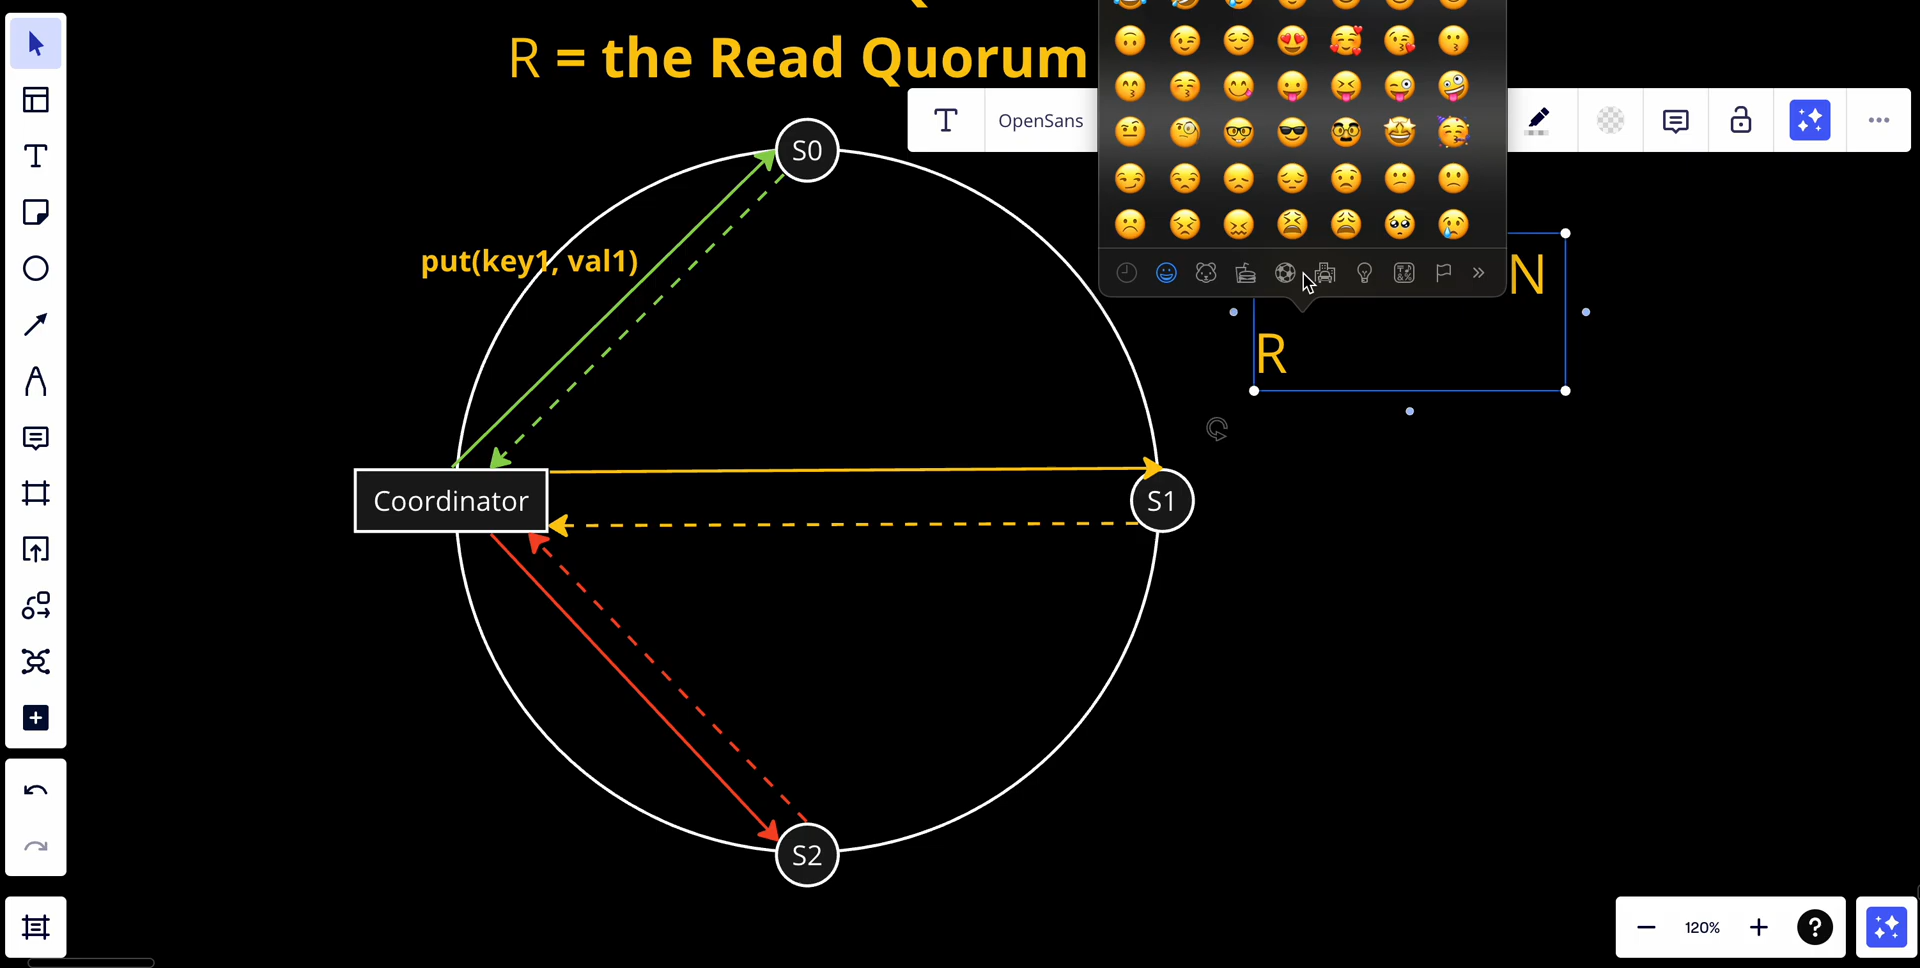 R = the Read Quorum
OpenSans
S0
put(key1, val1)
N
R
Coordinator
S1
S2
120%
?